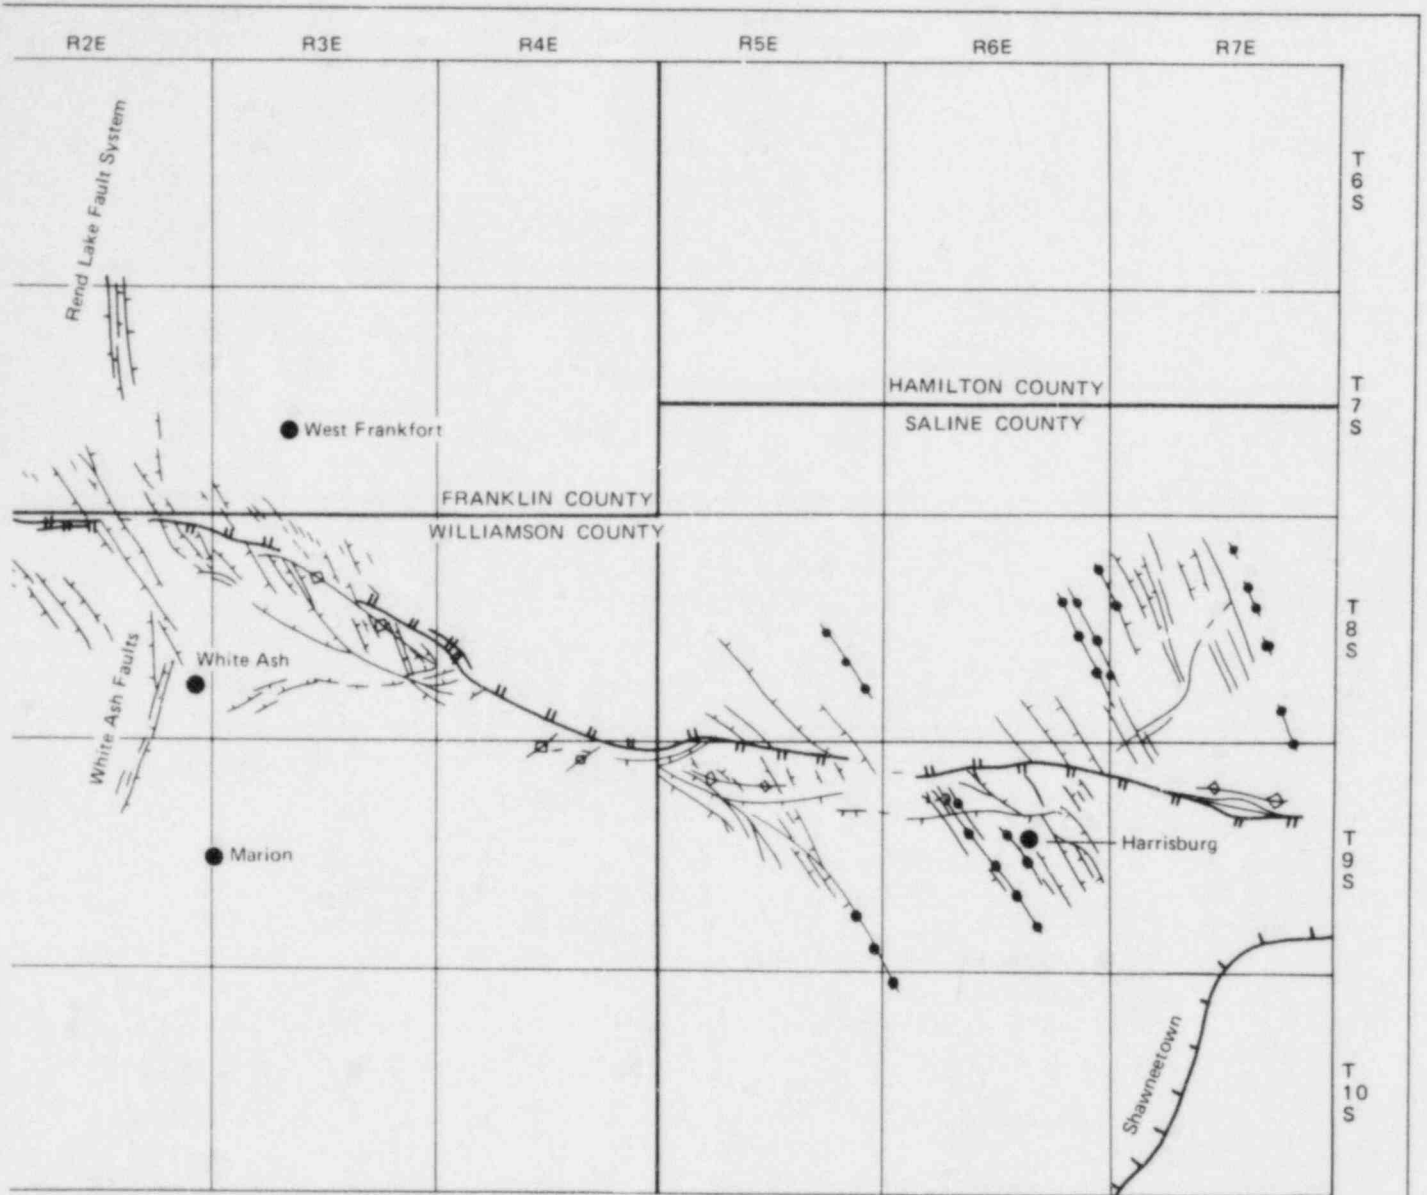 R2E R3E R4E R5E R6E R7E
Rend Lake Fault System
T
6
S
HAMILTON COUNTY
T
7
S
SALINE COUNTY
West Frankfort
FRANKLIN COUNTY
WILLIAMSON COUNTY
T
8
S
White Ash
White Ash Faults
Marion
Harrisburg
T
9
S
Shawneetown
T
10
S